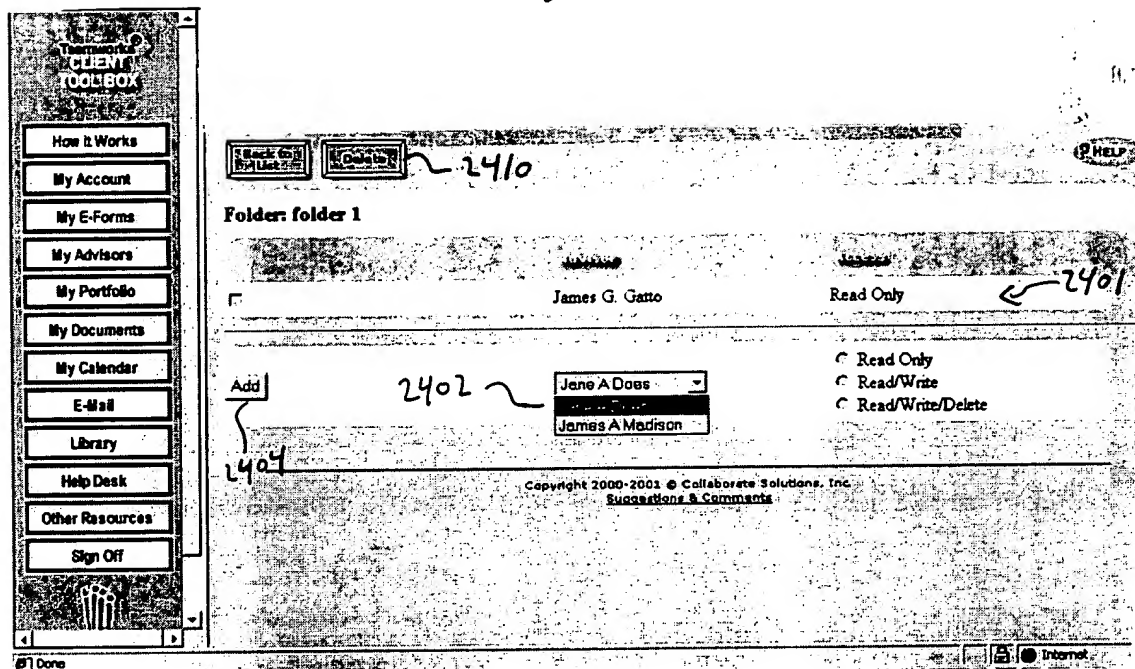 Teamworks
CLIENT
TOOLBOX
How It Works
My Account
My E-Forms
My Advisors
My Portfolio
My Documents
My Calendar
E-Mail
Library
Help Desk
Other Resources
Sign Off
Back to
List
Delete
2410
? HELP
Folder: folder 1
James G. Gatto
Read Only
2401
Add
2404
2402
Jane A Does
James A Madison
Read Only
Read/Write
Read/Write/Delete
Copyright 2000-2001 © Collaborate Solutions, Inc.
Suggestions & Comments
Done
Internet